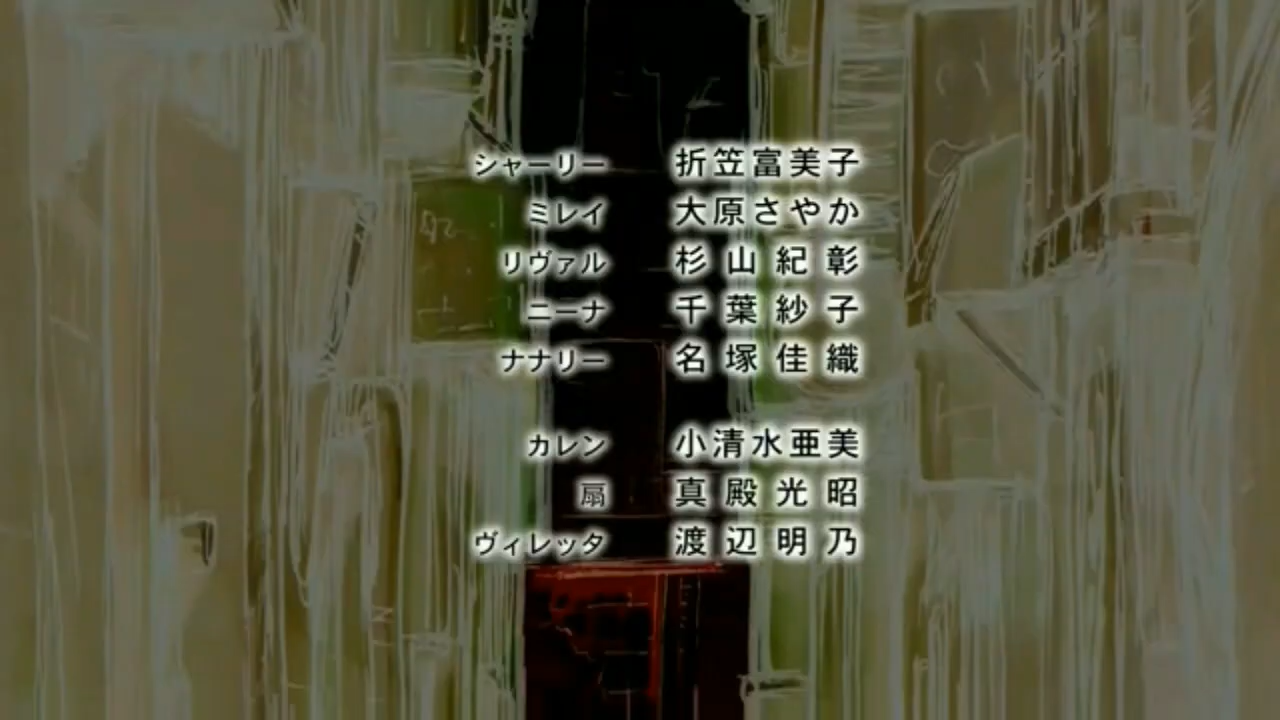 シャーリー 折笠富美子
ミレイ 大原さやか
リヴァル 杉山紀彰
ニーナ 千葉紗子
ナナリー 名塚佳織
カレン 小清水亜美
扇 真殿光昭
ヴィレッタ 渡辺明乃